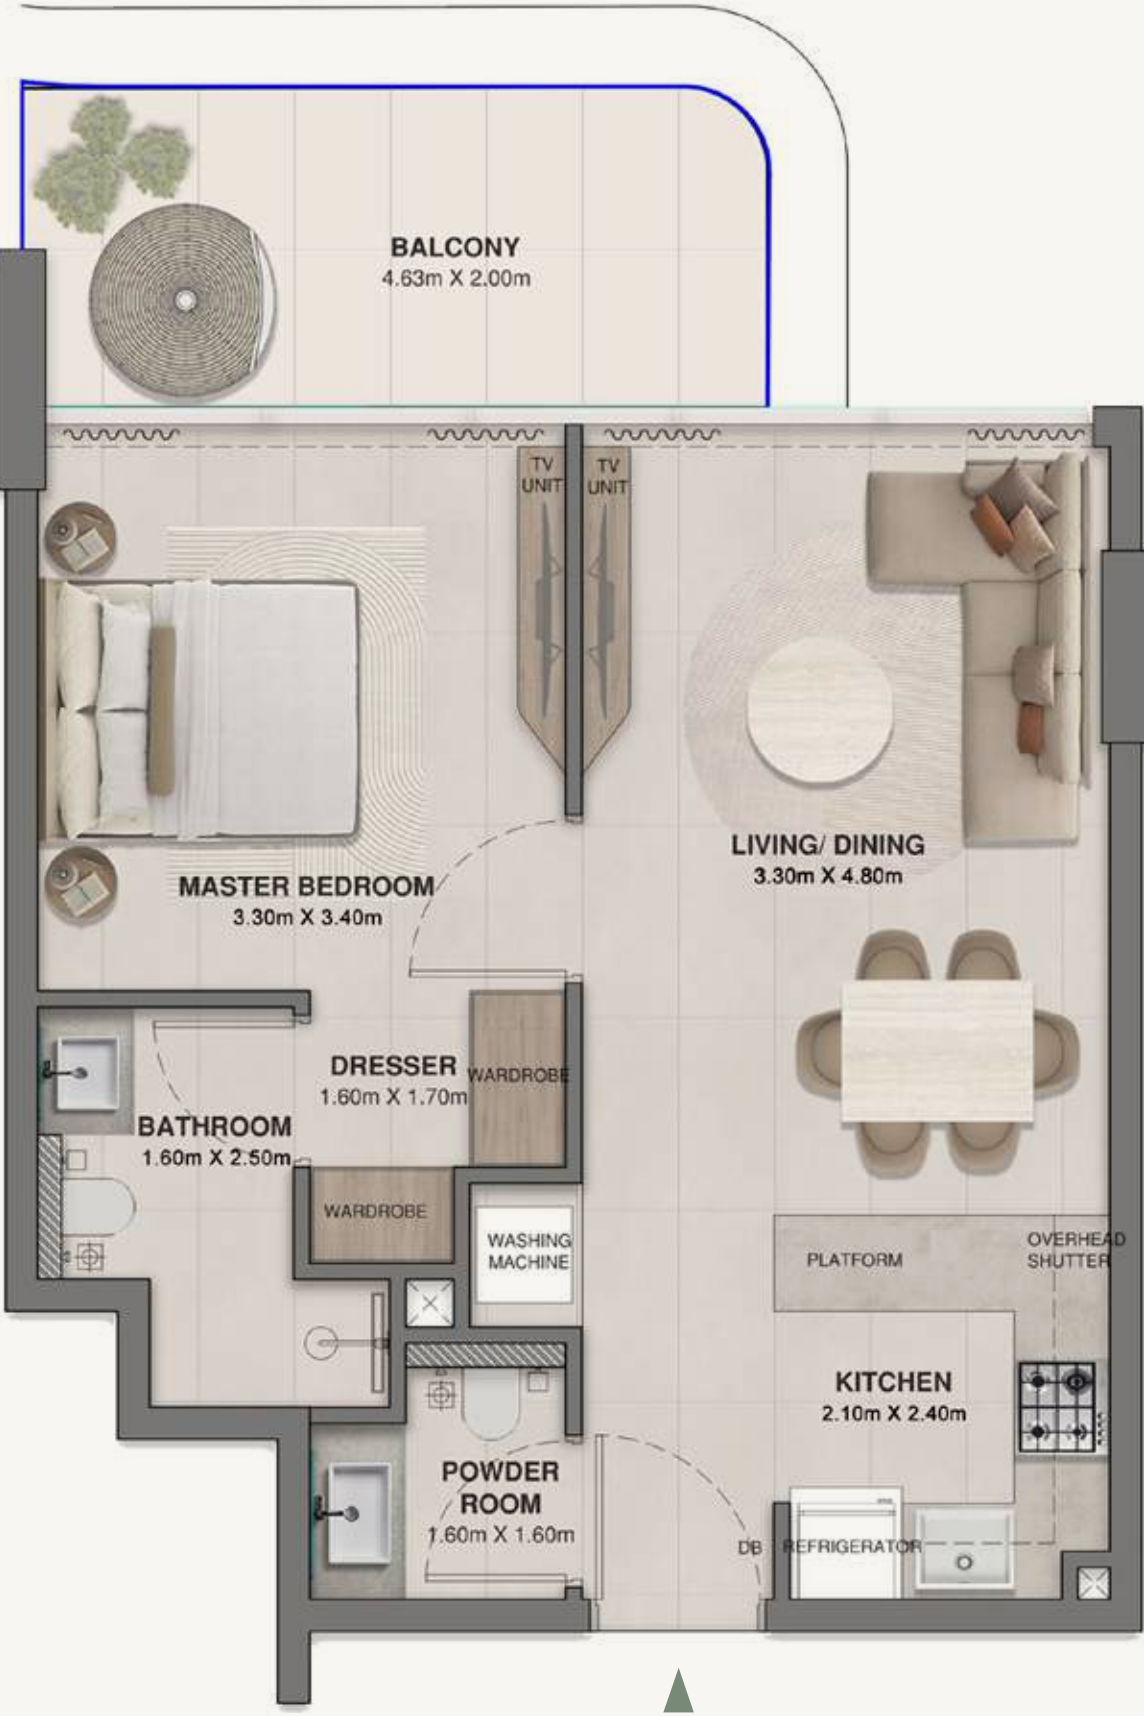 BALCONY
4.63m X 2.00m
TV
UNIT
TV
UNIT
LIVING/ DINING
3.30m X 4.80m
MASTER BEDROOM
3.30m X 3.40m
DRESSER
1.60m X 1.70m
WARDROBE
BATHROOM
1.60m X 2.50m
WARDROBE
WASHING
MACHINE
PLATFORM
OVERHEAD
SHUTTER
KITCHEN
2.10m X 2.40m
POWDER
ROOM
1.60m X 1.60m
DB
REFRIGERATOR